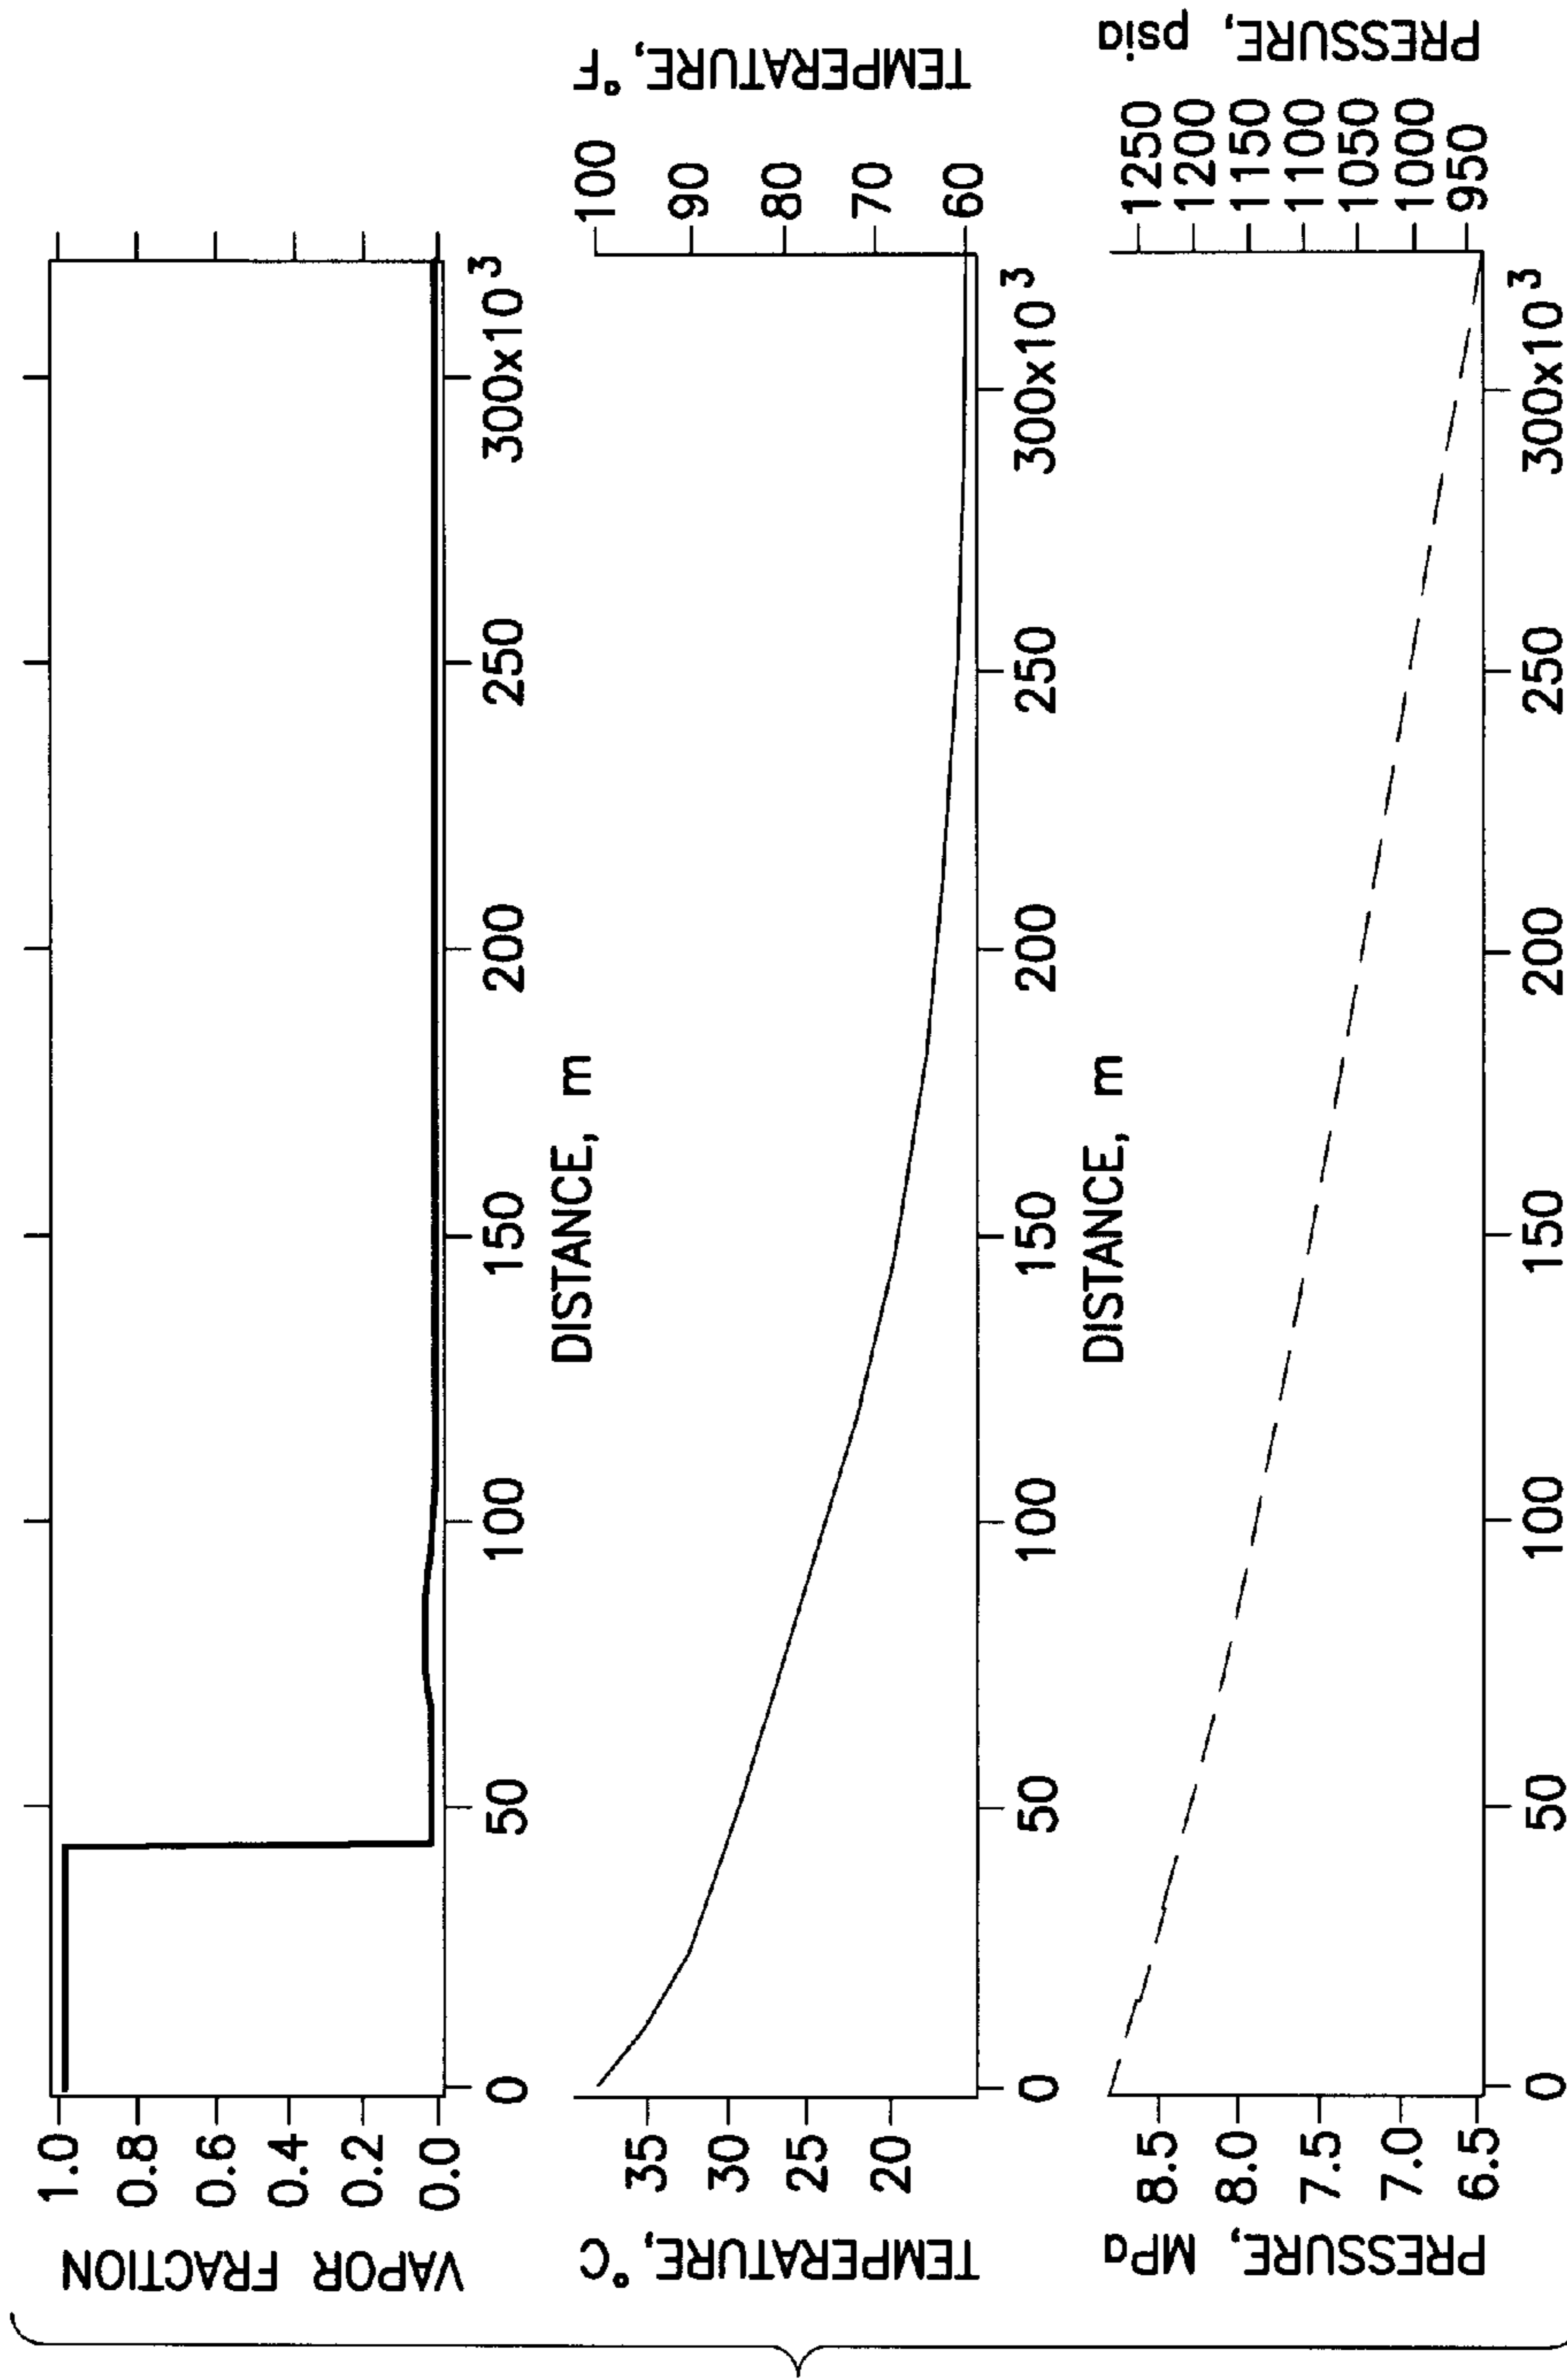 VAPOR FRACTION
1.0
0.8
0.6
0.4
0.2
0.0
0 50 100 150 200 250 300x10³
DISTANCE, m
TEMPERATURE, °C
35
30
25
20
TEMPERATURE, °F
100
90
80
70
60
0 50 100 150 200 250 300x10³
DISTANCE, m
PRESSURE, MPa
8.5
8.0
7.5
7.0
6.5
PRESSURE, psia
1250
1200
1150
1100
1050
1000
950
0 50 100 150 200 250 300x10³